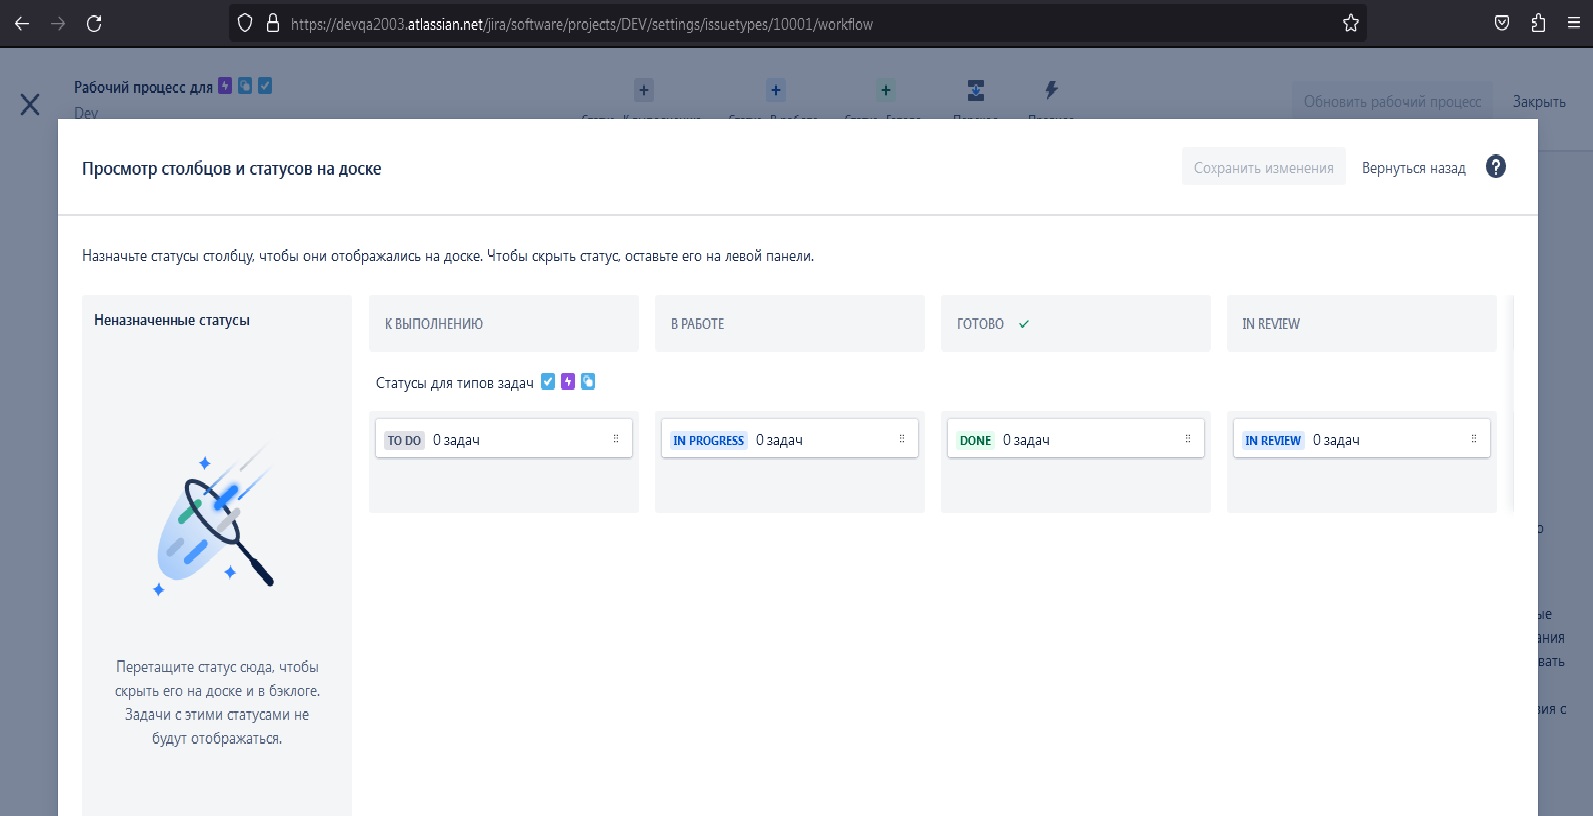 https://devqa2003.atlassian.net/jira/software/projects/DEV/settings/issuetypes/10001/workflow
Рабочий процесс для
Dev
Обновить рабочий процесс
Закрыть
Просмотр столбцов и статусов на доске
Сохранить изменения
Вернуться назад
?
Назначьте статусы столбцу, чтобы они отображались на доске. Чтобы скрыть статус, оставьте его на левой панели.
Неназначенные статусы
К ВЫПОЛНЕНИЮ
В РАБОТЕ
ГОТОВО
IN REVIEW
Статусы для типов задач
TO DO 0 задач
IN PROGRESS 0 задач
DONE 0 задач
IN REVIEW 0 задач
Перетащите статус сюда, чтобы
скрыть его на доске и в бэклоге.
Задачи с этими статусами не
будут отображаться.